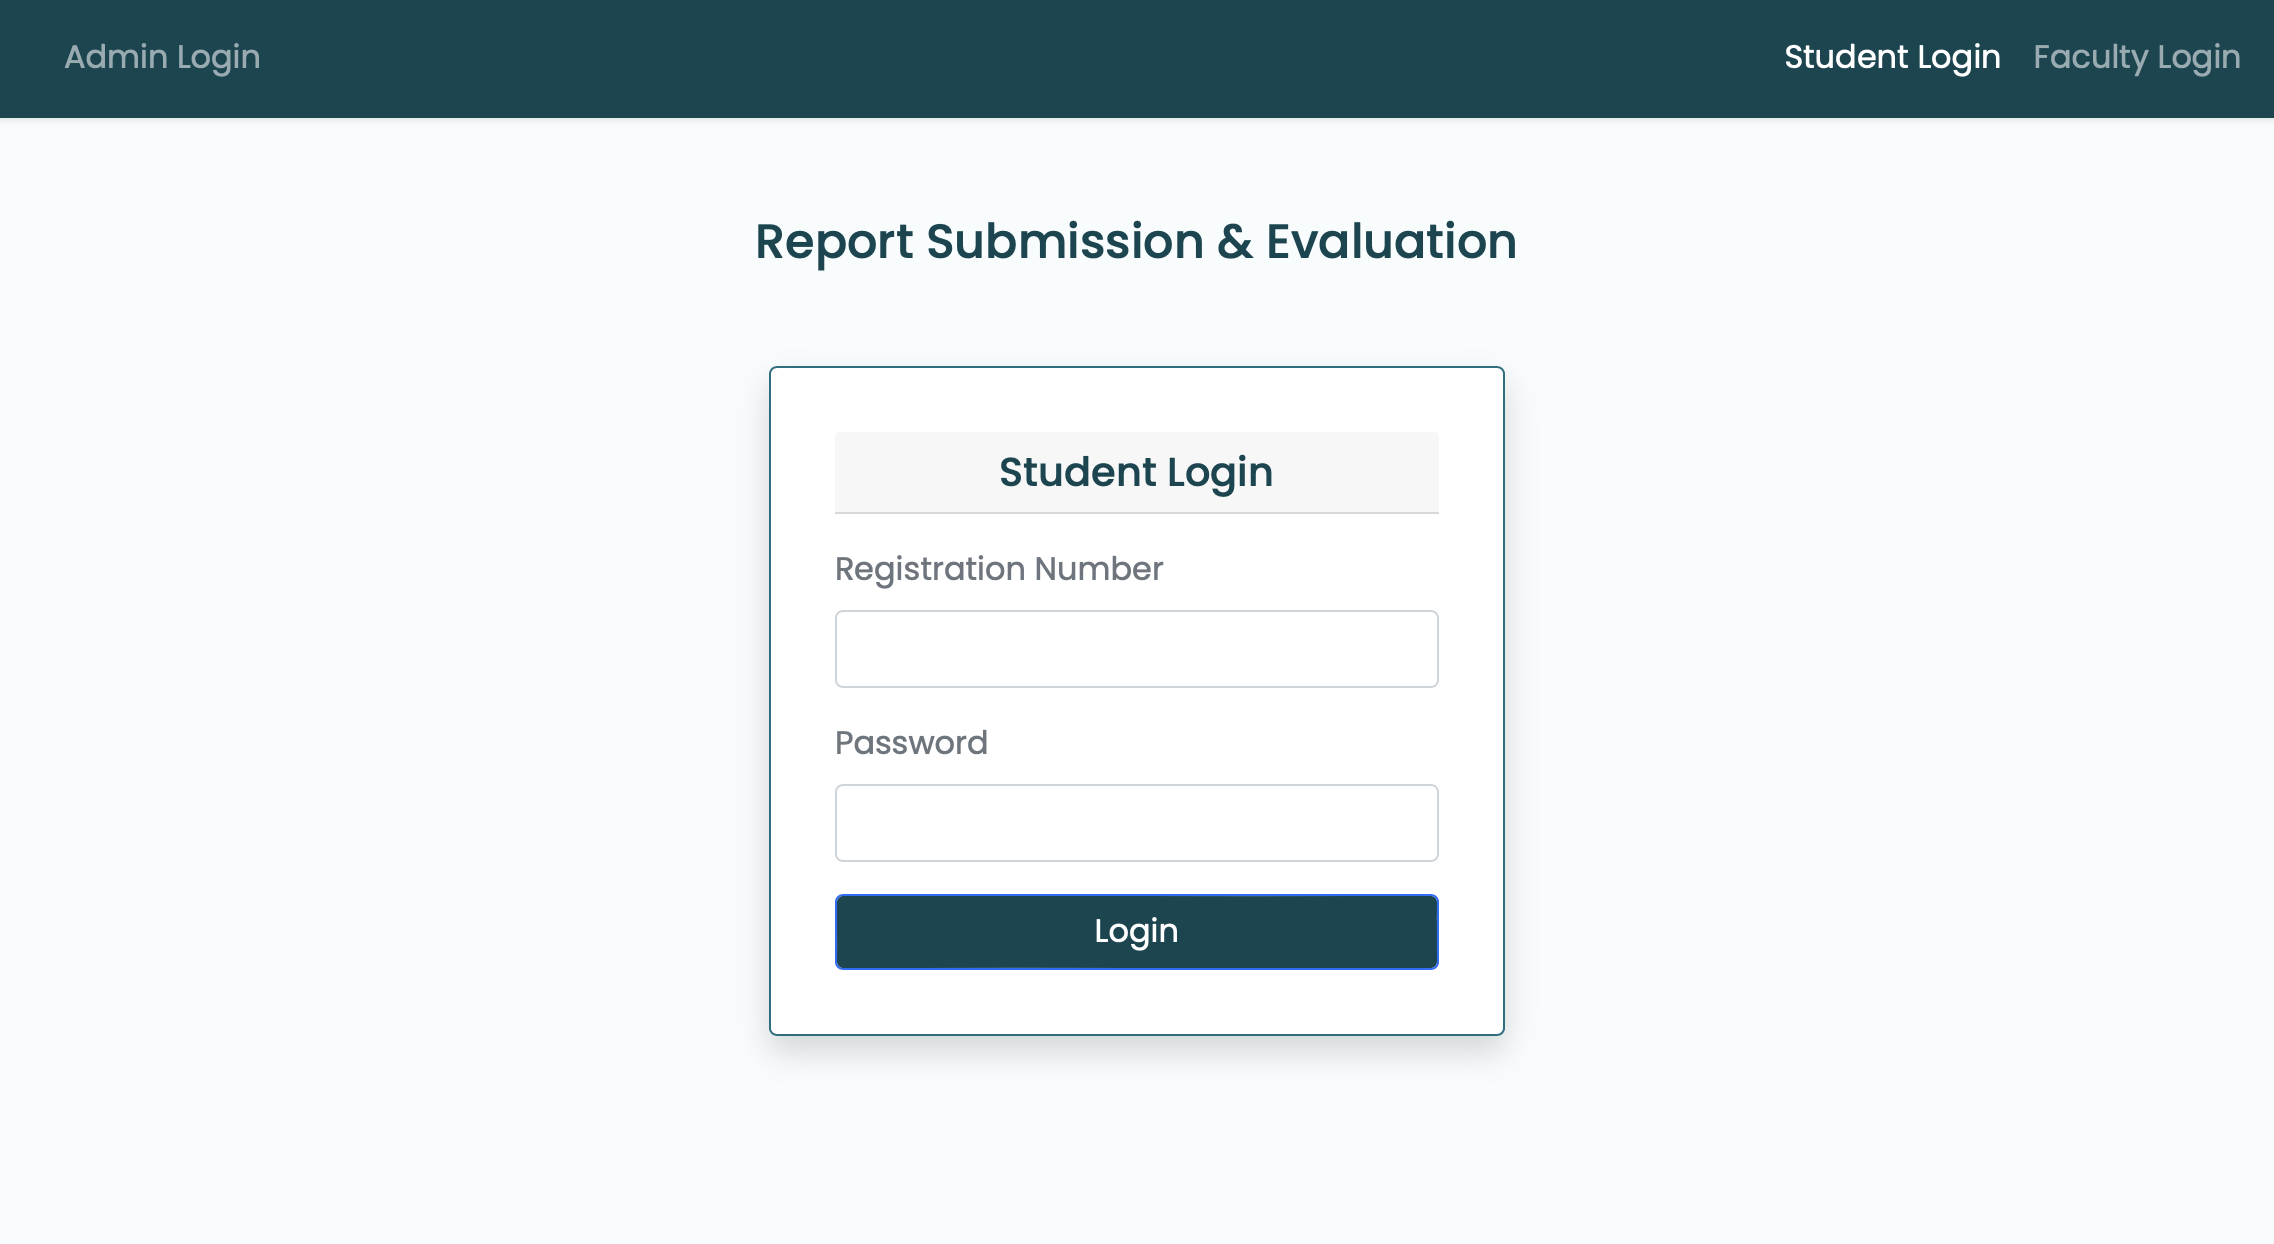 Admin Login
Student Login
Faculty Login
Report Submission & Evaluation
Student Login
Registration Number
Password
Login